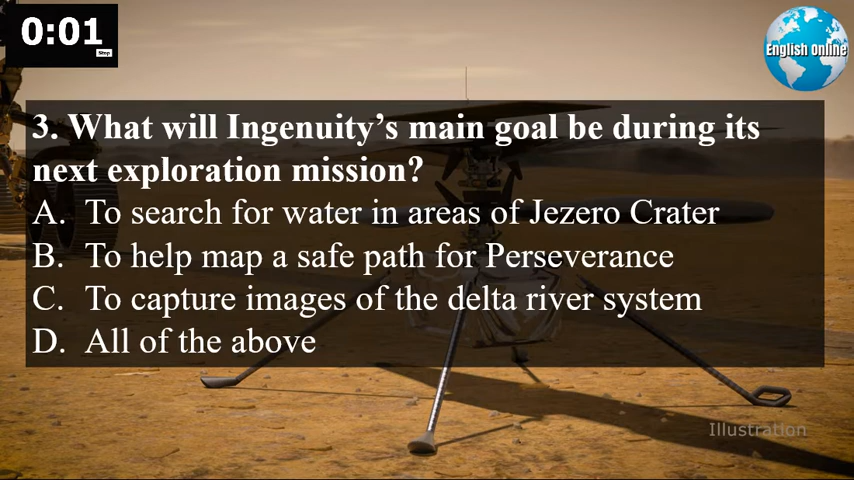 0:01
Stop
English Online
3. What will Ingenuity's main goal be during its
next exploration mission?
A. To search for water in areas of Jezero Crater
B. To help map a safe path for Perseverance
C. To capture images of the delta river system
D. All of the above
Illustration